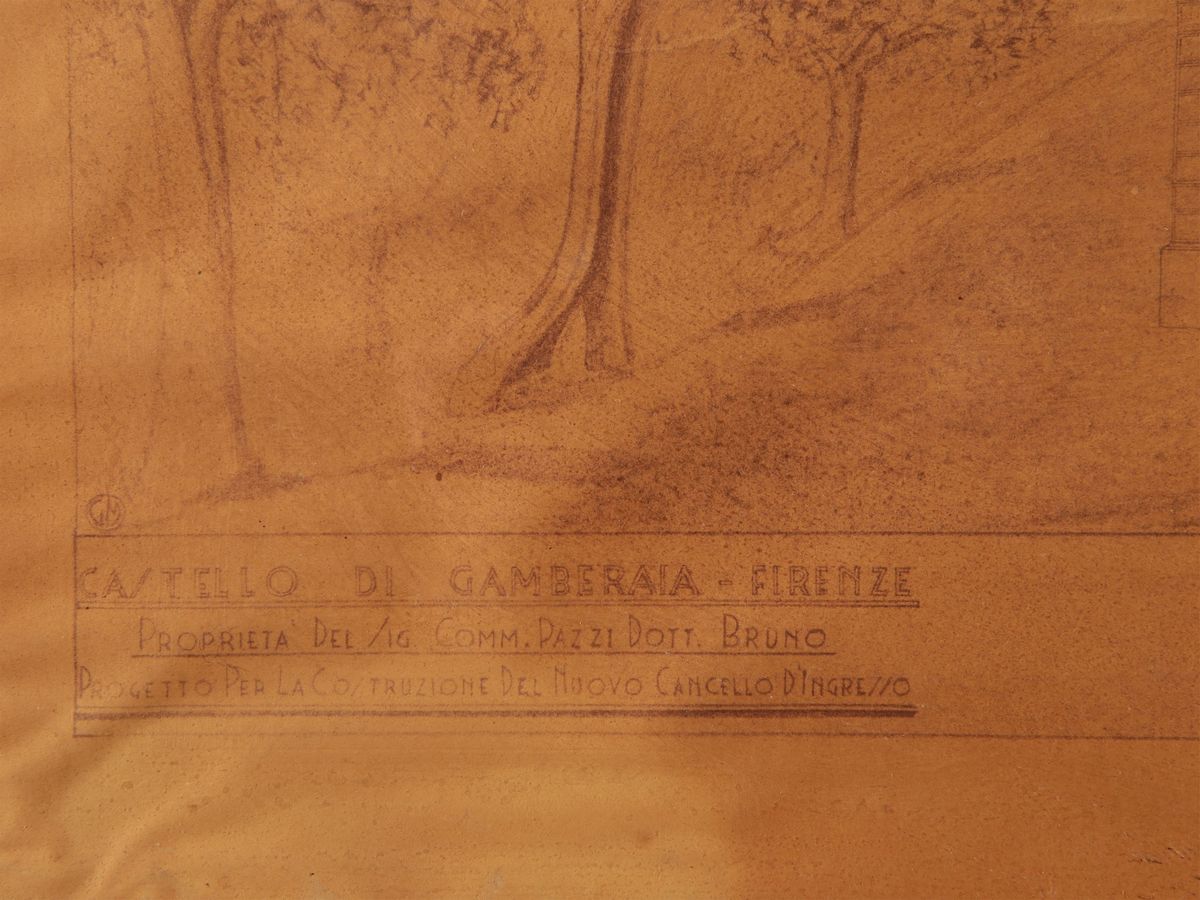 GM
CASTELLO DI GAMBERAIA - FIRENZE
PROPRIETA' DEL SIG. COMM. PAZZI DOTT. BRUNO
PROGETTO PER LA COSTRUZIONE DEL NUOVO CANCELLO D'INGRESSO